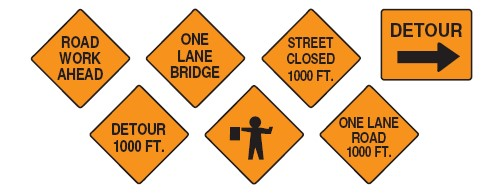 ROAD
WORK
AHEAD
ONE
LANE
BRIDGE
STREET
CLOSED
1000 FT.
DETOUR
DETOUR
1000 FT.
ONE LANE
ROAD
1000 FT.